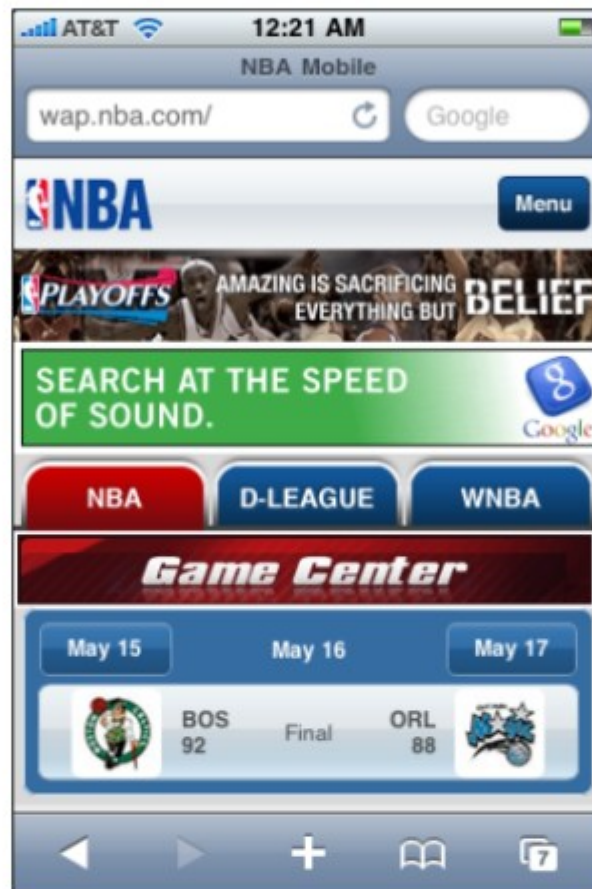 AT&T 12:21 AM
NBA Mobile
wap.nba.com/ Google
NBA Menu
PLAYOFFS AMAZING IS SACRIFICING
EVERYTHING BUT BELIEF
SEARCH AT THE SPEED
OF SOUND.
Google
NBA D-LEAGUE WNBA
Game Center
May 15 May 16 May 17
BOS Final ORL
92 88
7